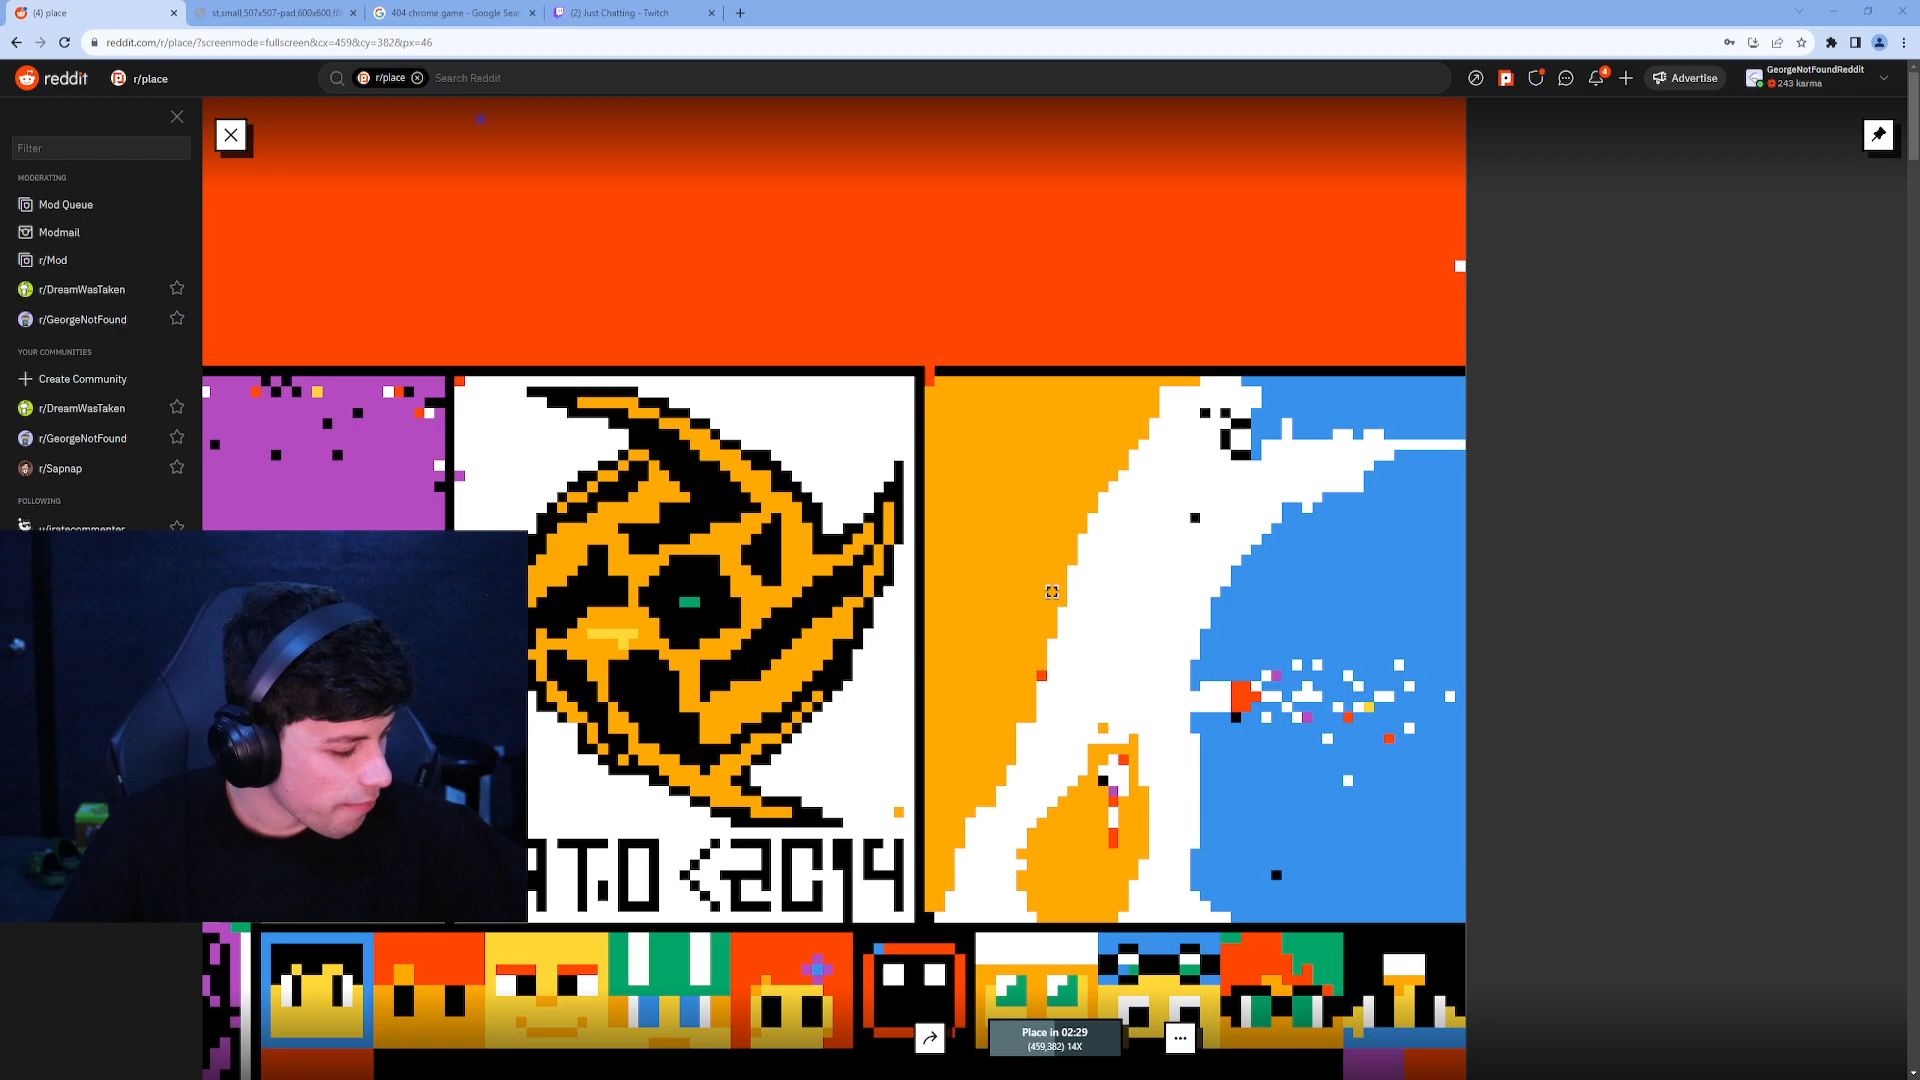 (4) place
st,small,507x507-pad,600x600,f8f
404 chrome game - Google Sear
(2) Just Chatting - Twitch
reddit.com/r/place/?screenmode=fullscreen&cx=459&cy=382&px=46
reddit
r/place
r/place
Search Reddit
4
Advertise
GeorgeNotFoundReddit
243 karma
Filter
MODERATING
Mod Queue
Modmail
r/Mod
r/DreamWasTaken
r/GeorgeNotFound
YOUR COMMUNITIES
Create Community
r/DreamWasTaken
r/GeorgeNotFound
r/Sapnap
FOLLOWING
u/iratecommenter
Place in 02:29
(459,382) 14X